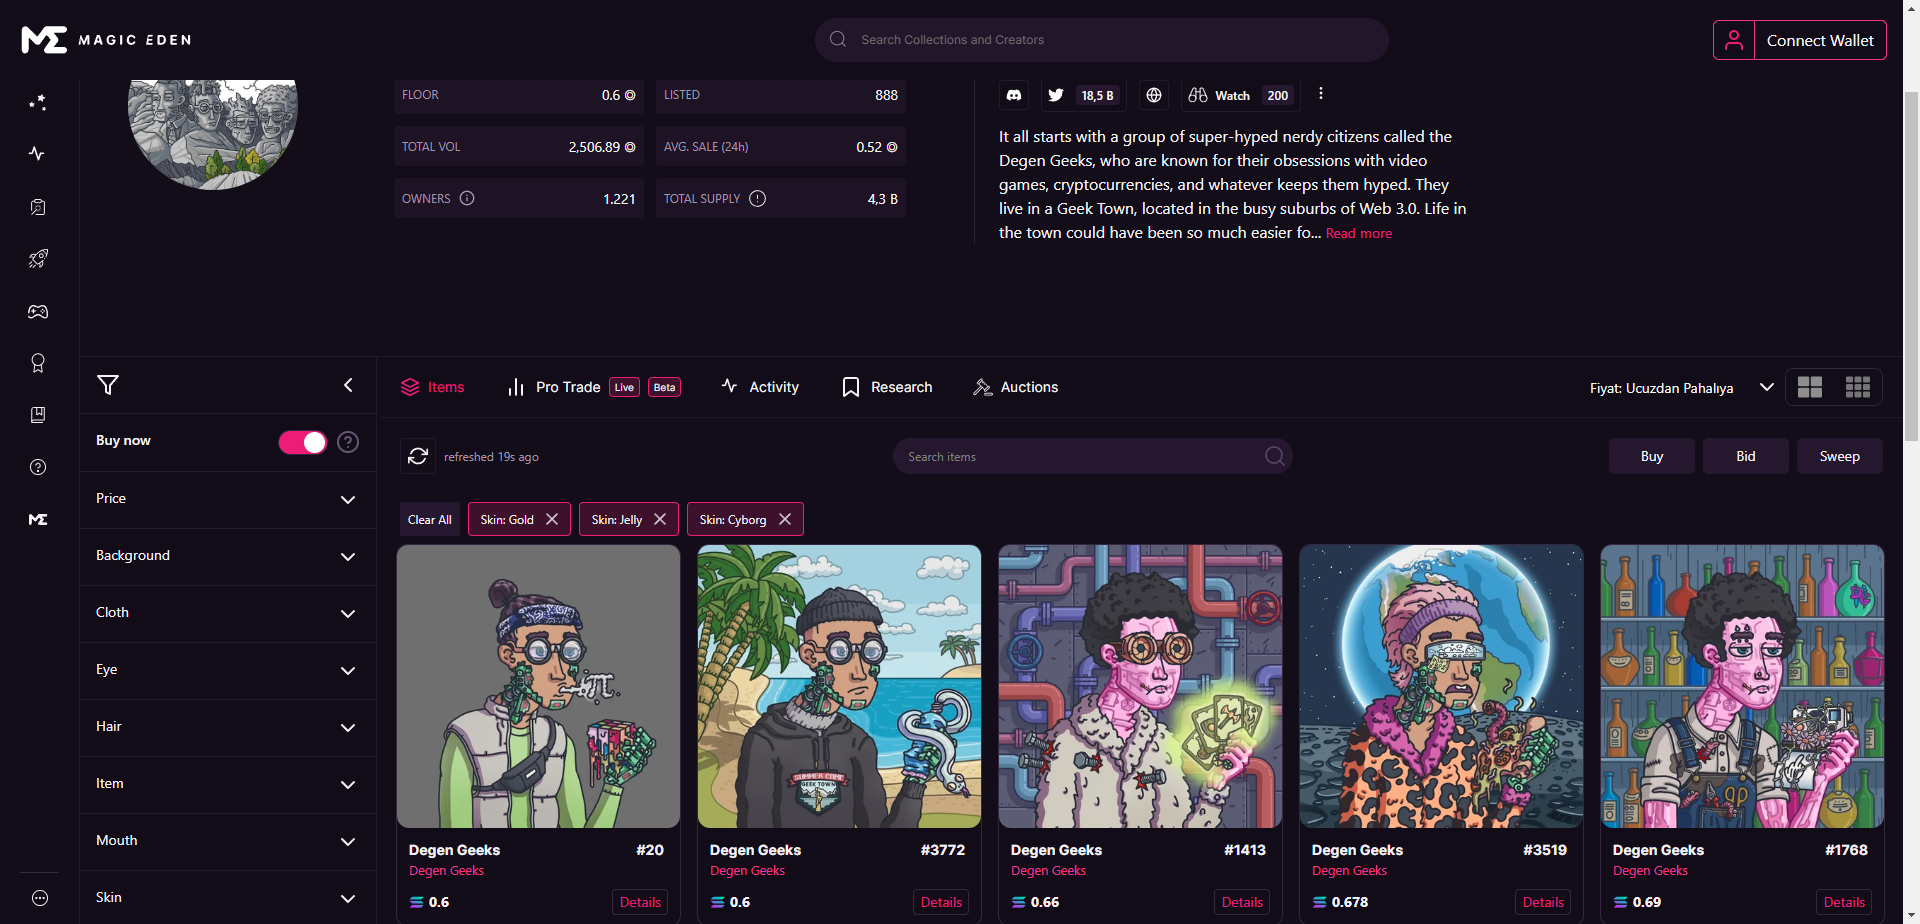 MAGIC EDEN
Search Collections and Creators
Connect Wallet
FLOOR 0.6
LISTED 888
18,5 B
Watch 200
TOTAL VOL 2,506.89
AVG. SALE (24h) 0.52
OWNERS 1.221
TOTAL SUPPLY 4,3 B
It all starts with a group of super-hyped nerdy citizens called the
Degen Geeks, who are known for their obsessions with video
games, cryptocurrencies, and whatever keeps them hyped. They
live in a Geek Town, located in the busy suburbs of Web 3.0. Life in
the town could have been so much easier fo... Read more
Items
Pro Trade Live Beta
Activity
Research
Auctions
Fiyat: Ucuzdan Pahalıya
Buy now
Price
Background
Cloth
Eye
Hair
Item
Mouth
Skin
refreshed 19s ago
Search items
Buy
Bid
Sweep
Clear All
Skin: Gold
Skin: Jelly
Skin: Cyborg
SUMMER CAMP
GEEK TOWN
Degen Geeks #20
Degen Geeks
0.6 Details
Degen Geeks #3772
Degen Geeks
0.6 Details
Degen Geeks #1413
Degen Geeks
0.66 Details
Degen Geeks #3519
Degen Geeks
0.678 Details
Degen Geeks #1768
Degen Geeks
0.69 Details